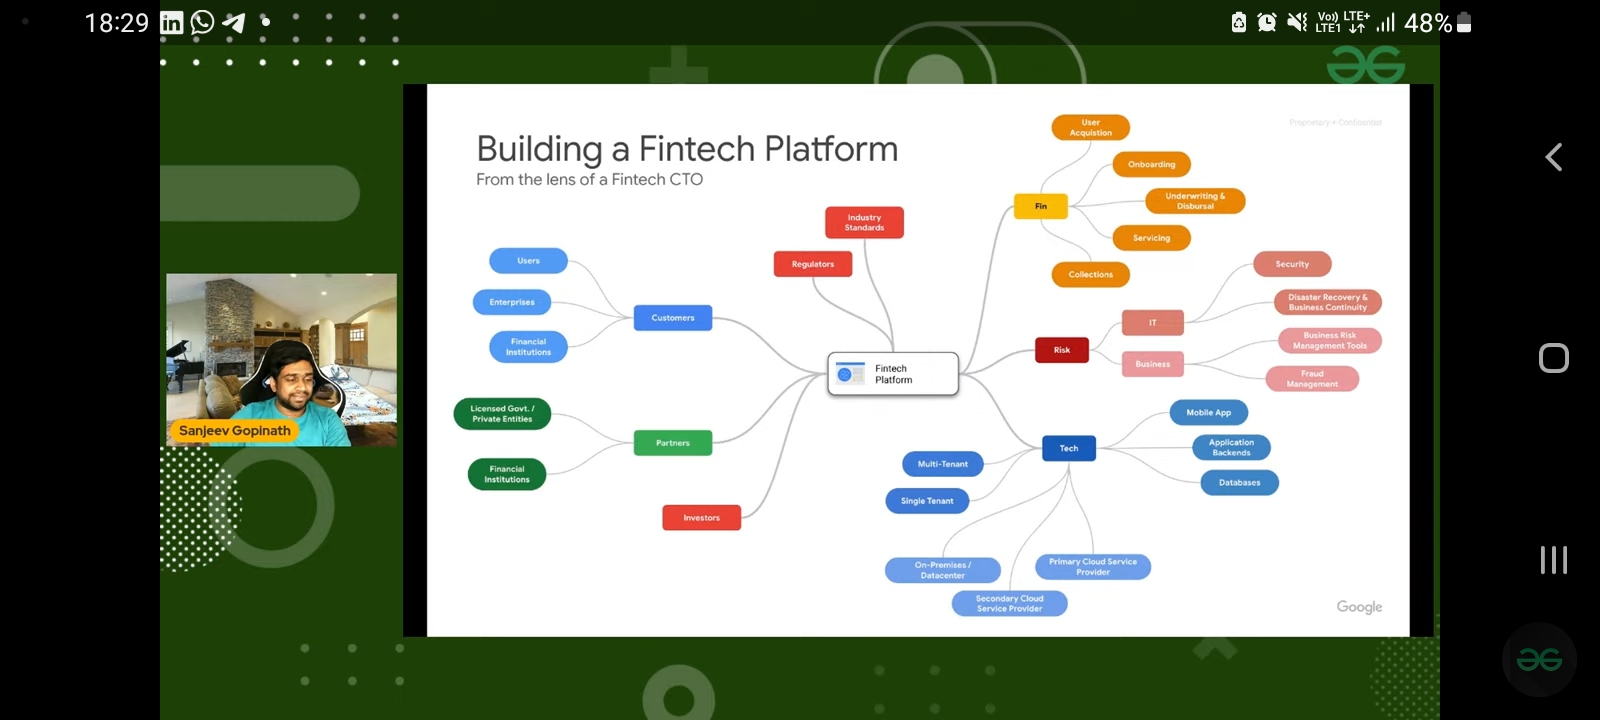 18:29
Vo) LTE+
LTE1
48%
Proprietary + Confidential
Building a Fintech Platform
From the lens of a Fintech CTO
User
Acquistion
Onboarding
Fin
Underwriting &
Disbursal
Servicing
Collections
Industry
Standards
Regulators
Users
Enterprises
Financial
Institutions
Customers
Security
Disaster Recovery &
Business Continuity
IT
Risk
Business
Business Risk
Management Tools
Fraud
Management
Fintech
Platform
Licensed Govt. /
Private Entities
Partners
Financial
Institutions
Investors
Mobile App
Application
Backends
Databases
Tech
Multi-Tenant
Single Tenant
On-Premises /
Datacenter
Primary Cloud Service
Provider
Secondary Cloud
Service Provider
Google
Sanjeev Gopinath